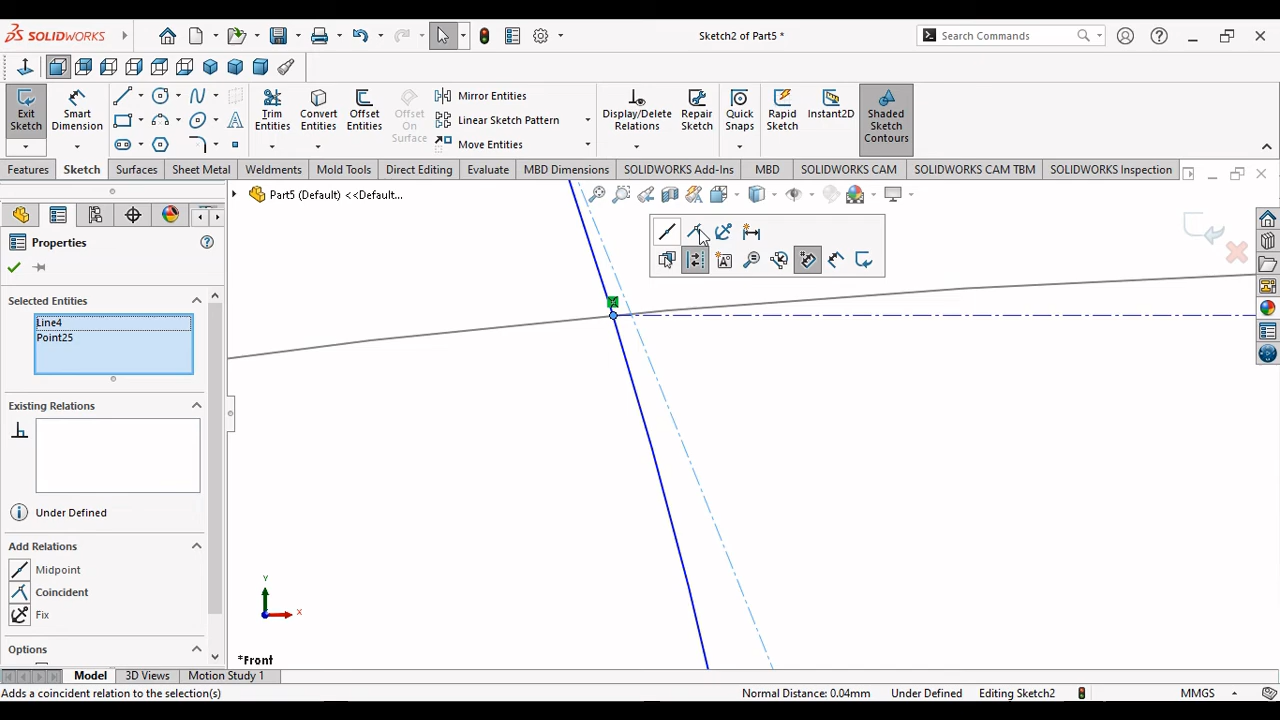 SOLIDWORKS
Sketch2 of Part5 *
Search Commands
Exit Sketch
Smart Dimension
Trim Entities
Convert Entities
Offset Entities
Offset On Surface
Mirror Entities
Linear Sketch Pattern
Move Entities
Display/Delete Relations
Repair Sketch
Quick Snaps
Rapid Sketch
Instant2D
Shaded Sketch Contours
Features
Sketch
Surfaces
Sheet Metal
Weldments
Mold Tools
Direct Editing
Evaluate
MBD Dimensions
SOLIDWORKS Add-Ins
MBD
SOLIDWORKS CAM
SOLIDWORKS CAM TBM
SOLIDWORKS Inspection
Part5 (Default) <<Default...
Properties
Selected Entities
Line4
Point25
Existing Relations
Under Defined
Add Relations
Midpoint
Coincident
Fix
Options
Y
X
*Front
Model
3D Views
Motion Study 1
Adds a coincident relation to the selection(s)
Normal Distance: 0.04mm
Under Defined
Editing Sketch2
MMGS